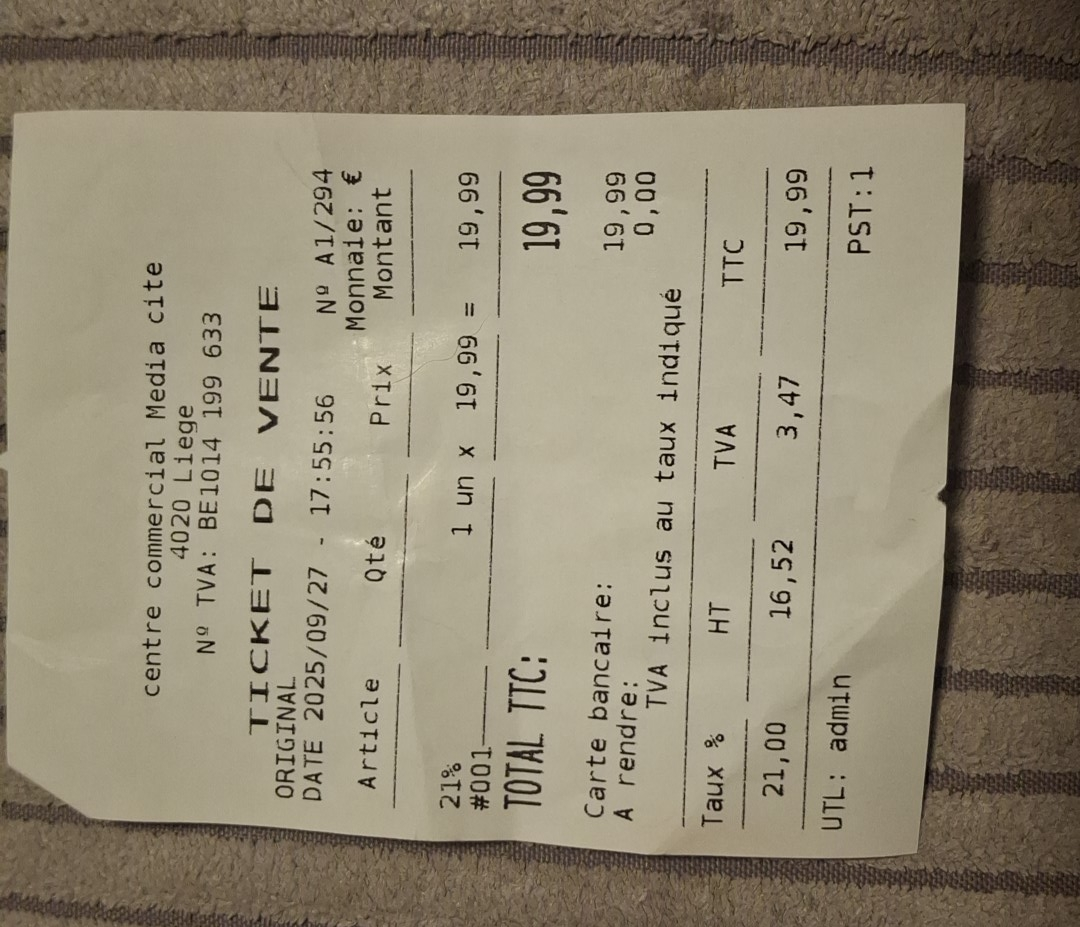 centre commercial Media cite
4020 Liege
Nº TVA: BE1014 199 633
TICKET DE VENTE
ORIGINAL
DATE 2025/09/27 - 17:55:56 Nº A1/294
Monnaie: €
Article Qté Prix Montant
21% 1 un x 19,99 = 19,99
#001
TOTAL TTC: 19,99
Carte bancaire: 19,99
A rendre: 0,00
TVA inclus au taux indiqué
Taux % HT TVA TTC
21,00 16,52 3,47 19,99
UTL: admin PST:1